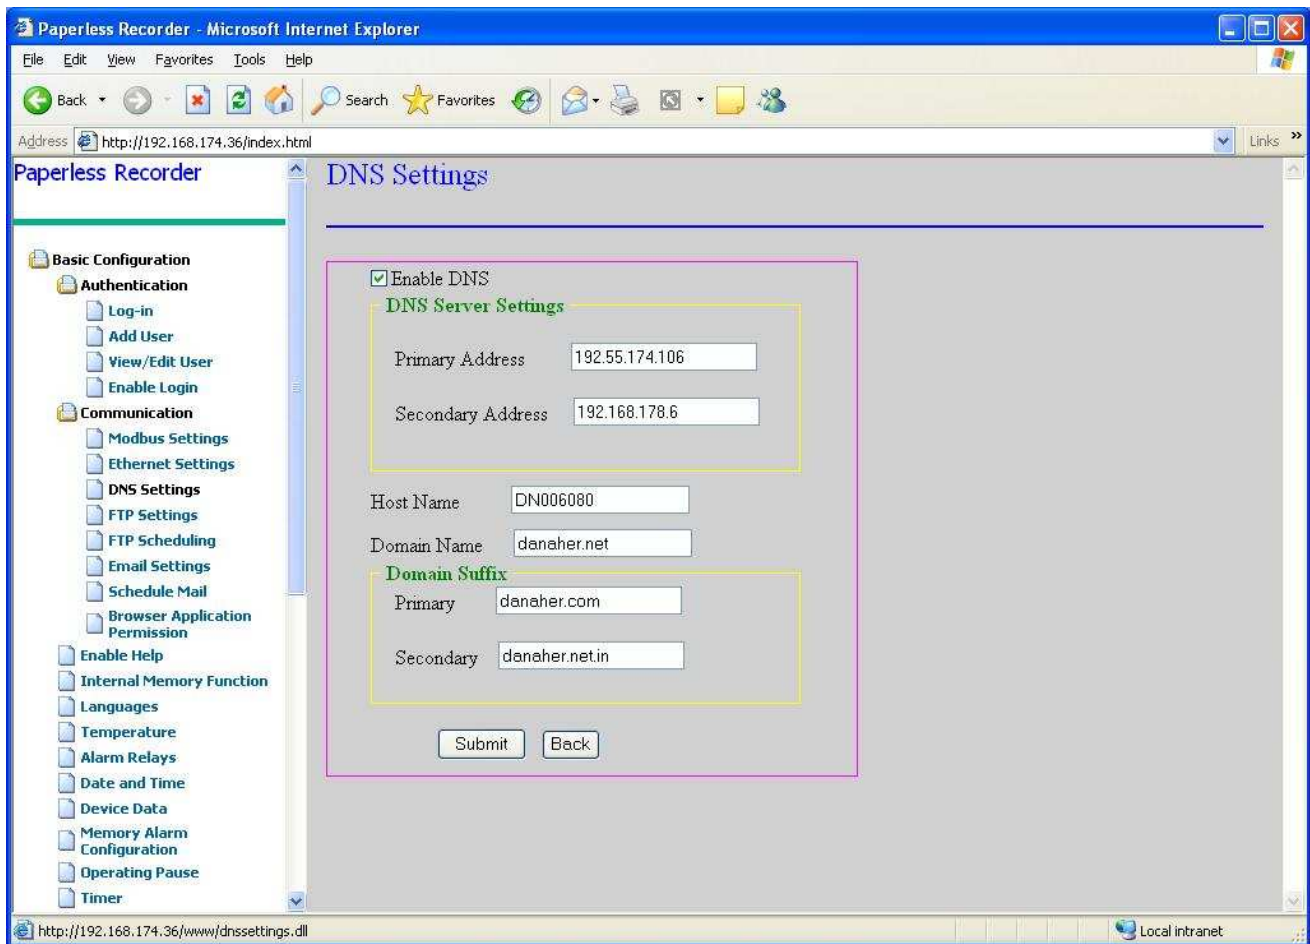 Paperless Recorder - Microsoft Internet Explorer
File Edit View Favorites Tools Help
Back Search Favorites
Address http://192.168.174.36/index.html Links »
Paperless Recorder
Basic Configuration
Authentication
Log-in
Add User
View/Edit User
Enable Login
Communication
Modbus Settings
Ethernet Settings
DNS Settings
FTP Settings
FTP Scheduling
Email Settings
Schedule Mail
Browser Application
Permission
Enable Help
Internal Memory Function
Languages
Temperature
Alarm Relays
Date and Time
Device Data
Memory Alarm
Configuration
Operating Pause
Timer
DNS Settings
Enable DNS
DNS Server Settings
Primary Address 192.55.174.106
Secondary Address 192.168.178.6
Host Name DN006080
Domain Name danaher.net
Domain Suffix
Primary danaher.com
Secondary danaher.net.in
Submit Back
http://192.168.174.36/www/dnssettings.dll Local intranet